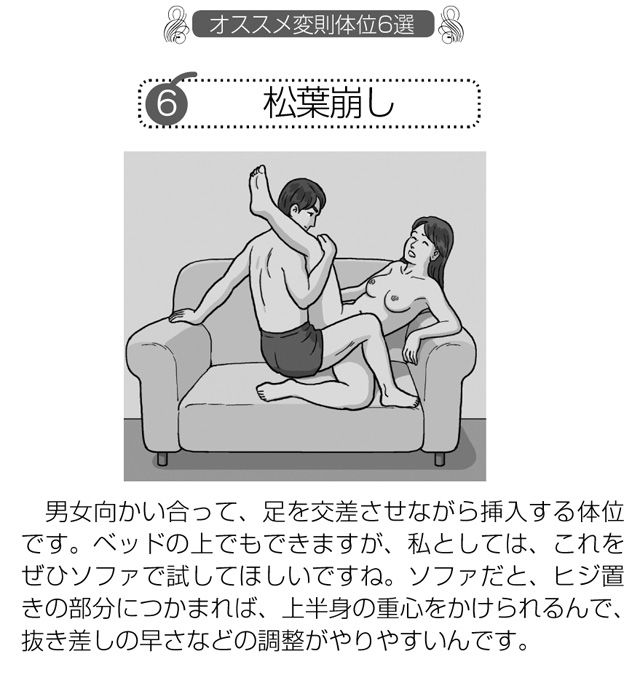 オススメ変則体位6選
6 松葉崩し
男女向かい合って、足を交差させながら挿入する体位
です。ベッドの上でもできますが、私としては、これを
ぜひソファで試してほしいですね。ソファだと、ヒジ置
きの部分につかまれば、上半身の重心をかけられるんで、
抜き差しの早さなどの調整がやりやすいんです。